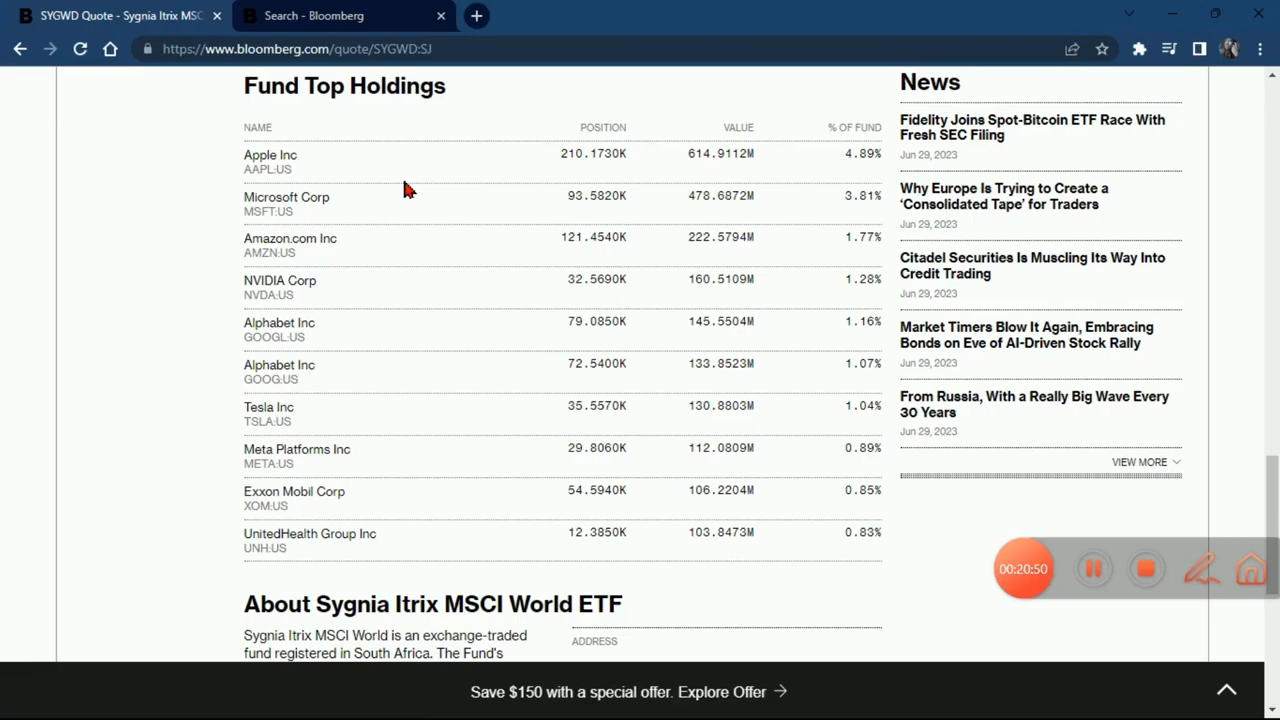 SYGWD Quote - Sygnia Itrix MSC
Search - Bloomberg
https://www.bloomberg.com/quote/SYGWD:SJ
Fund Top Holdings
NAME POSITION VALUE % OF FUND
Apple Inc 210.1730K 614.9112M 4.89%
AAPL:US
Microsoft Corp 93.5820K 478.6872M 3.81%
MSFT:US
Amazon.com Inc 121.4540K 222.5794M 1.77%
AMZN:US
NVIDIA Corp 32.5690K 160.5109M 1.28%
NVDA:US
Alphabet Inc 79.0850K 145.5504M 1.16%
GOOGL:US
Alphabet Inc 72.5400K 133.8523M 1.07%
GOOG:US
Tesla Inc 35.5570K 130.8803M 1.04%
TSLA:US
Meta Platforms Inc 29.8060K 112.0809M 0.89%
META:US
Exxon Mobil Corp 54.5940K 106.2204M 0.85%
XOM:US
UnitedHealth Group Inc 12.3850K 103.8473M 0.83%
UNH:US
About Sygnia Itrix MSCI World ETF
Sygnia Itrix MSCI World is an exchange-traded
fund registered in South Africa. The Fund's
ADDRESS
News
Fidelity Joins Spot-Bitcoin ETF Race With
Fresh SEC Filing
Jun 29, 2023
Why Europe Is Trying to Create a
‘Consolidated Tape’ for Traders
Jun 29, 2023
Citadel Securities Is Muscling Its Way Into
Credit Trading
Jun 29, 2023
Market Timers Blow It Again, Embracing
Bonds on Eve of AI-Driven Stock Rally
Jun 29, 2023
From Russia, With a Really Big Wave Every
30 Years
Jun 29, 2023
VIEW MORE
00:20:50
Save $150 with a special offer. Explore Offer